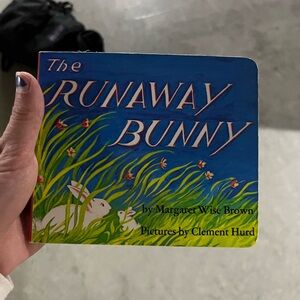 The
RUNAWAY
BUNNY
by Margaret Wise Brown
Pictures by Clement Hurd